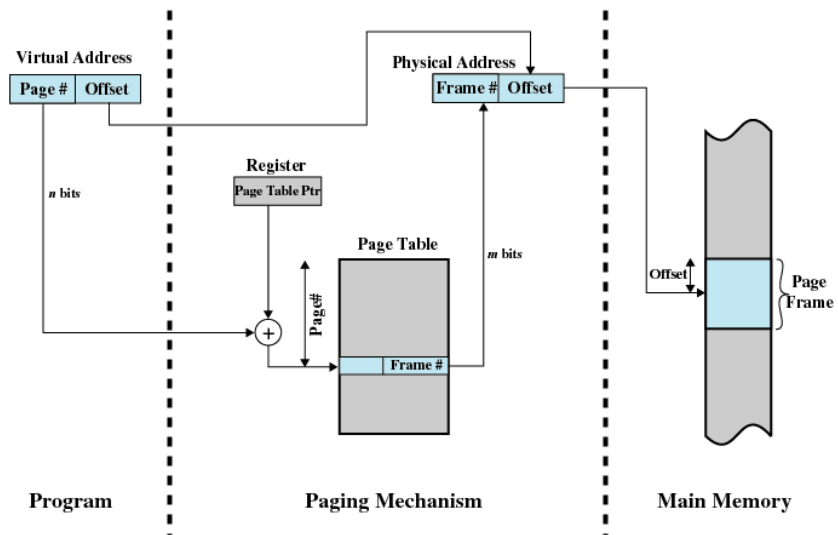 Virtual Address
Page # Offset
Physical Address
Frame # Offset
n bits
Register
Page Table Ptr
Page Table
m bits
Page#
+
Frame #
Offset
Page
Frame
Program
Paging Mechanism
Main Memory